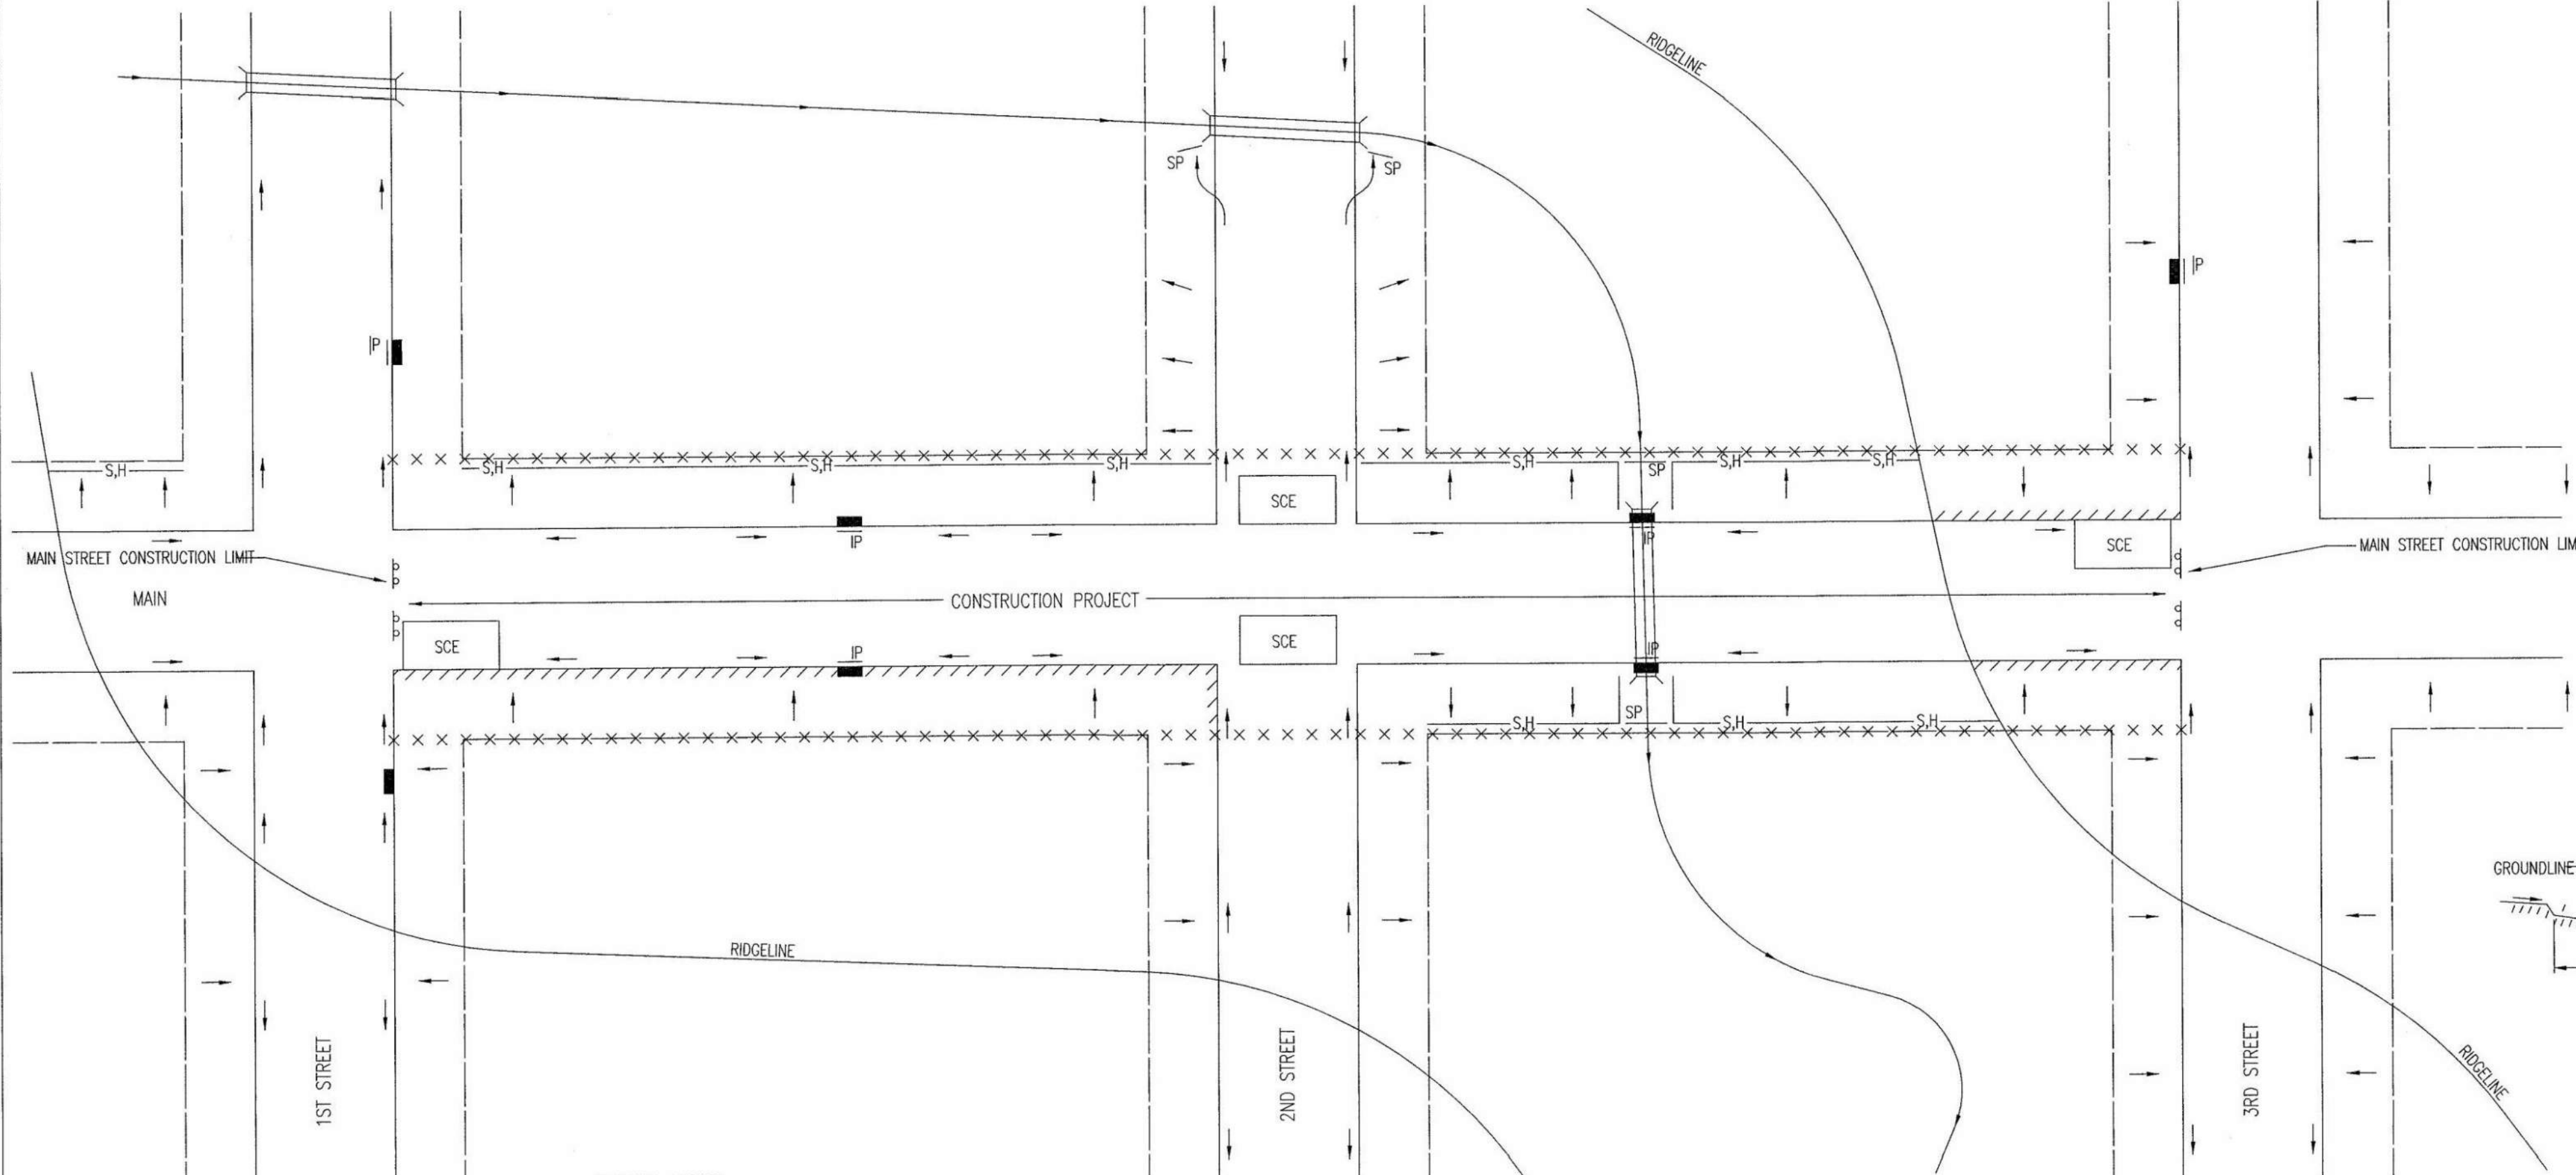 RIDGELINE
SP
SP
IP
IP
S,H
S,H
S,H
S,H
S,H
SP
S,H
S,H
SCE
IP
IP
SCE
MAIN STREET CONSTRUCTION LIMIT
MAIN STREET CONSTRUCTION LIM
MAIN
CONSTRUCTION PROJECT
SCE
SCE
IP
IP
S,H
SP
S,H
S,H
GROUNDLINE
RIDGELINE
1ST STREET
2ND STREET
3RD STREET
RIDGELINE